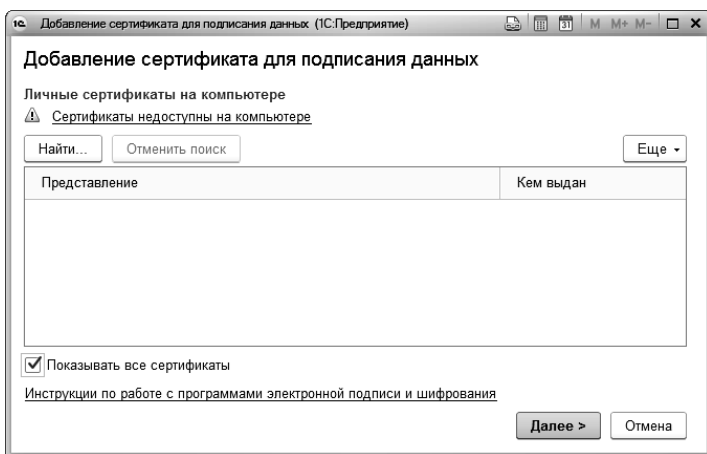 1С Добавление сертификата для подписания данных (1С:Предприятие) 31 M M+ M-
Добавление сертификата для подписания данных
Личные сертификаты на компьютере
Сертификаты недоступны на компьютере
Найти... Отменить поиск Еще
Представление Кем выдан
Показывать все сертификаты
Инструкции по работе с программами электронной подписи и шифрования
Далее > Отмена